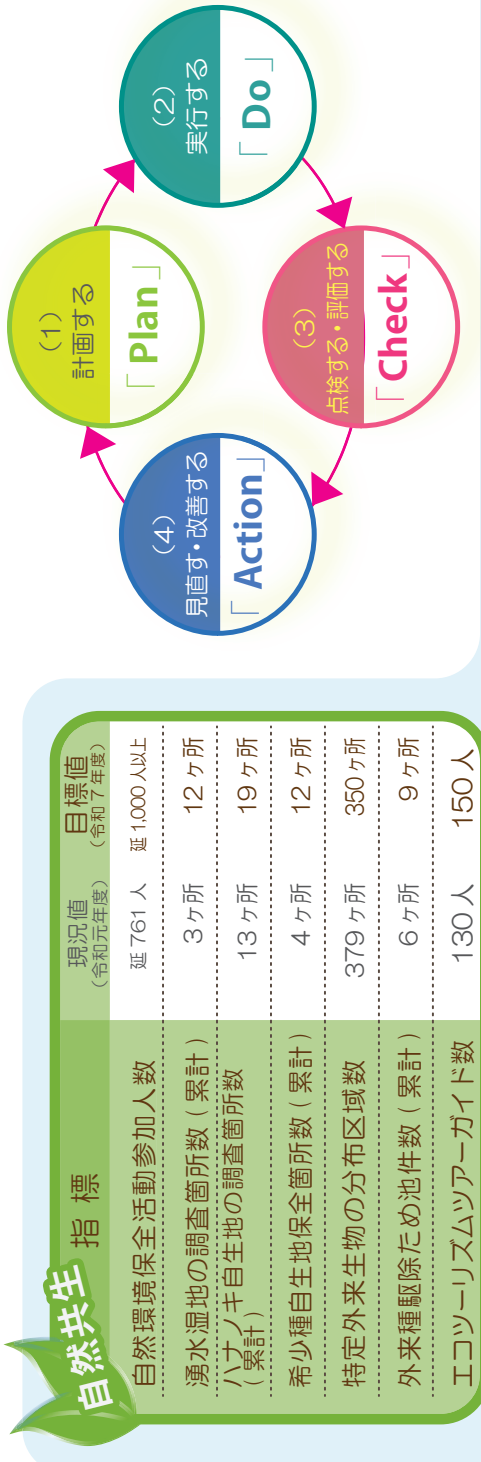 自然共生
指標 現況値 目標値
(令和元年度) (令和7年度)
自然環境保全活動参加人数 延 761 人 延 1,000 人以上
湧水湿地の調査箇所数 ( 累計 ) 3ヶ所 12ヶ所
ハナノキ自生地の調査箇所数 13ヶ所 19ヶ所
( 累計 )
希少種自生地保全箇所数 ( 累計 ) 4ヶ所 12ヶ所
特定外来生物の分布区域数 379ヶ所 350ヶ所
外来種駆除ため池件数 ( 累計 ) 6ヶ所 9ヶ所
エコツーリズムツアーガイド数 130人 150人
(1)
計画する
「Plan」
(2)
実行する
「Do」
(3)
点検する・評価する
「Check」
(4)
見直す・改善する
「Action」